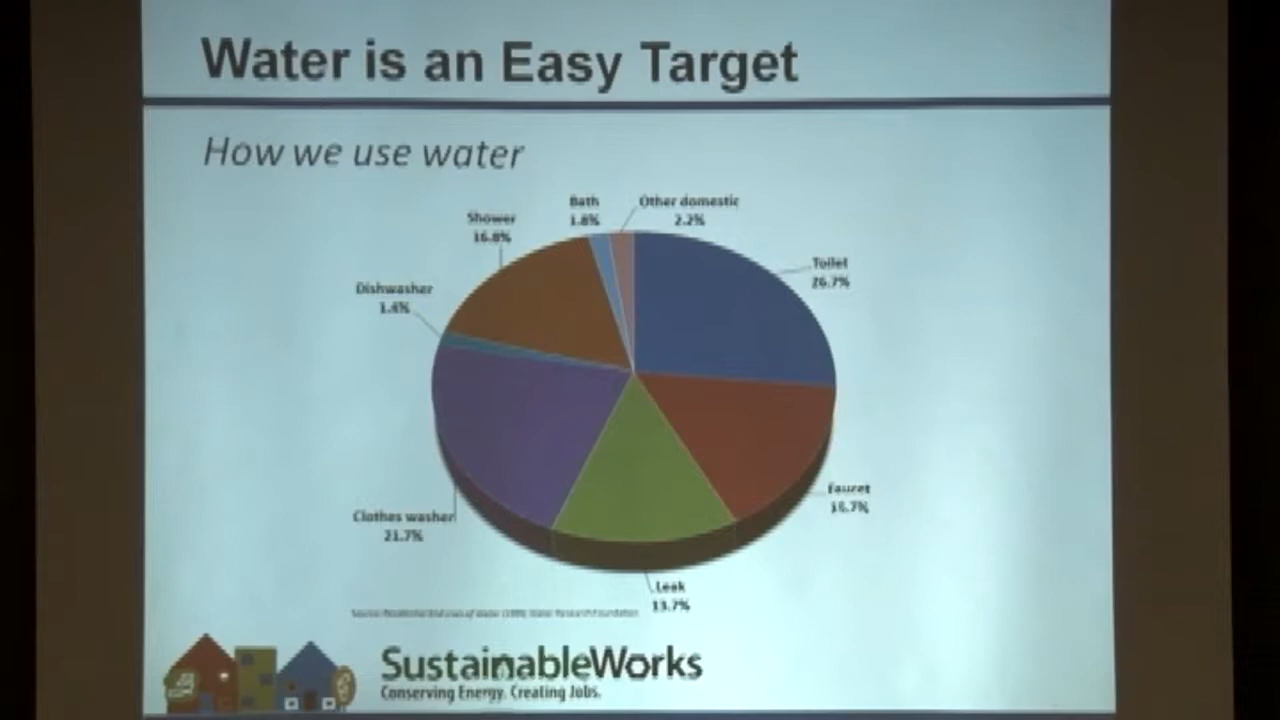 Water is an Easy Target
How we use water
Bath
1.8%
Other domestic
2.2%
Shower
16.8%
Toilet
26.7%
Dishwasher
1.4%
Faucet
15.7%
Clothes washer
21.7%
Leak
13.7%
SustainableWorks
Conserving Energy. Creating Jobs.